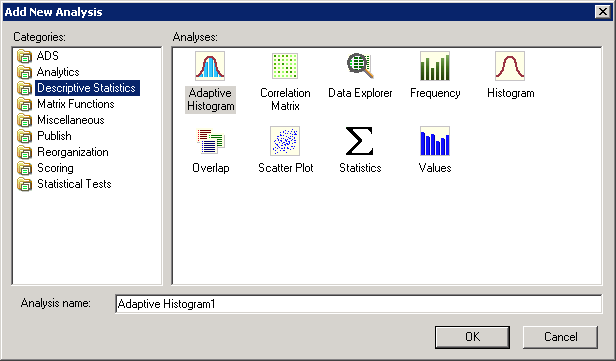 Add New Analysis
Categories:
ADS
Analytics
Descriptive Statistics
Matrix Functions
Miscellaneous
Publish
Reorganization
Scoring
Statistical Tests
Analyses:
Adaptive Histogram
Correlation Matrix
Data Explorer
Frequency
Histogram
Overlap
Scatter Plot
Statistics
Values
Analysis name:
Adaptive Histogram1
OK
Cancel